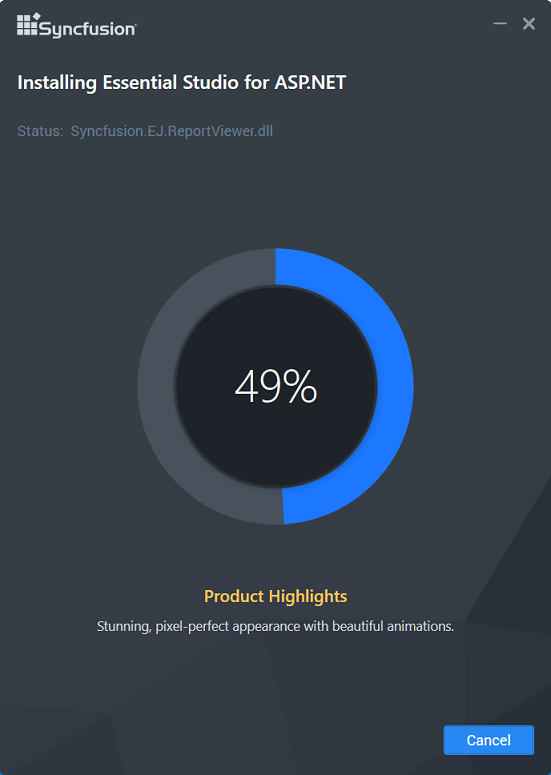 Syncfusion
Installing Essential Studio for ASP.NET
Status: Syncfusion.EJ.ReportViewer.dll
49%
Product Highlights
Stunning, pixel-perfect appearance with beautiful animations.
Cancel